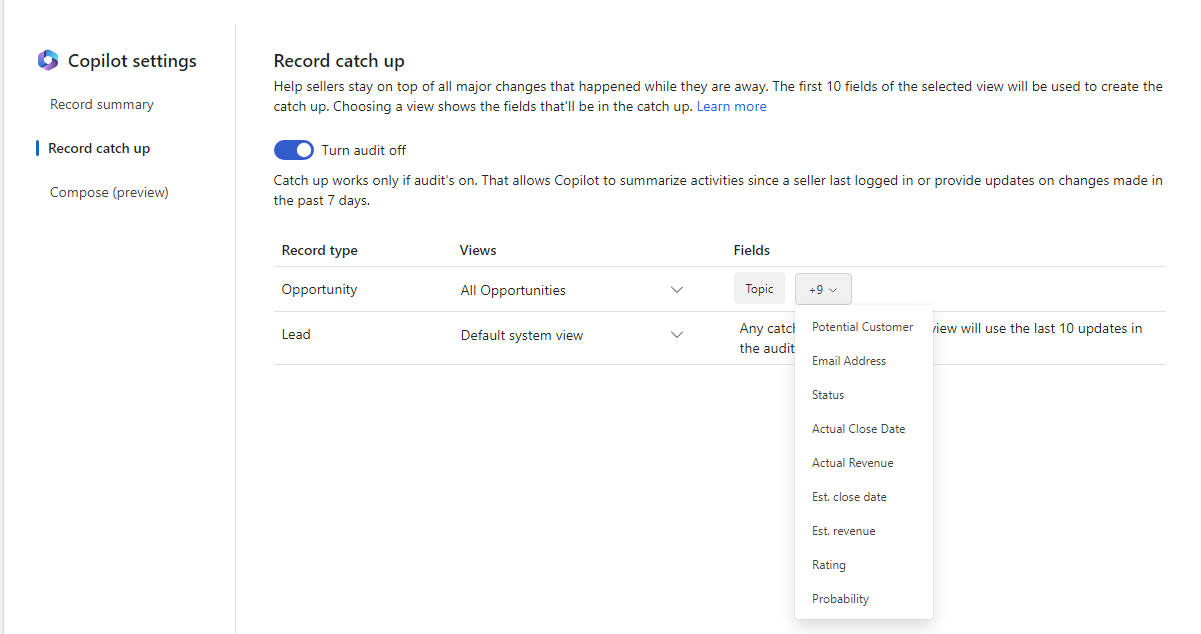 Copilot settings
Record summary
Record catch up
Compose (preview)
Record catch up
Help sellers stay on top of all major changes that happened while they are away. The first 10 fields of the selected view will be used to create the
catch up. Choosing a view shows the fields that'll be in the catch up. Learn more
Turn audit off
Catch up works only if audit's on. That allows Copilot to summarize activities since a seller last logged in or provide updates on changes made in
the past 7 days.
Record type Views Fields
Opportunity All Opportunities Topic +9
Lead Default system view
Any view will use the last 10 updates in
the audit
Potential Customer
Email Address
Status
Actual Close Date
Actual Revenue
Est. close date
Est. revenue
Rating
Probability